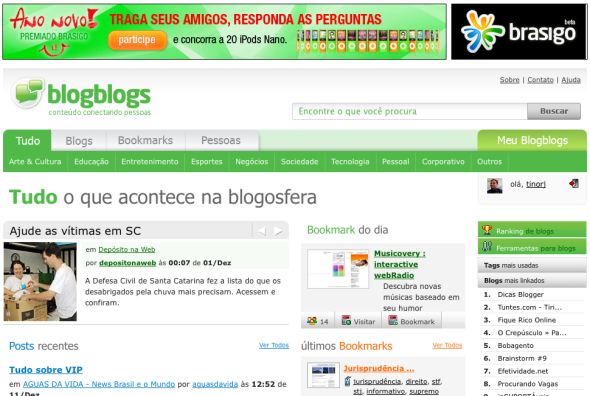 ANO NOVO!
PREMIADO BRASIGO
TRAGA SEUS AMIGOS, RESPONDA AS PERGUNTAS
participe e concorra a 20 iPods Nano.
brasigo
beta
Sobre | Contato | Ajuda
blogblogs
conteúdo conectando pessoas
Encontre o que você procura
Buscar
Tudo Blogs Bookmarks Pessoas Meu Blogblogs
Arte & Cultura Educação Entretenimento Esportes Negócios Sociedade Tecnologia Pessoal Corporativo Outros
Tudo o que acontece na blogosfera
olá, tinorj
Ajude as vítimas em SC
em Depósito na Web
por depositonaweb às 00:07 de 01/Dez
A Defesa Civil de Santa Catarina fez a lista do que os
desabrigados pela chuva mais precisam. Acessem e
confiram.
Bookmark do dia
Musicovery :
interactive
webRadio
Descubra novas
músicas baseado em
seu humor
14 Visitar Bookmark
Ranking de blogs
Ferramentas para blogs
Tags mais usadas
Blogs mais linkados
1. Dicas Blogger
2. Tuntes.com - Tiri...
3. Fique Rico Online
4. O Crepúsculo = Pa...
5. Bobagento
6. Brainstorm #9
7. Efetividade.net
8. Procurando Vagas
9. inSUPORTÁveis
Posts recentes
Ver Todos
Tudo sobre VIP
em AGUAS DA VIDA - News Brasil e o Mundo por aguasdavida às 12:52 de
11/Dez
últimos Bookmarks
Ver Todos
Jurisprudência ...
jurisprudência, direito, stf,
stj, informativo, supremo